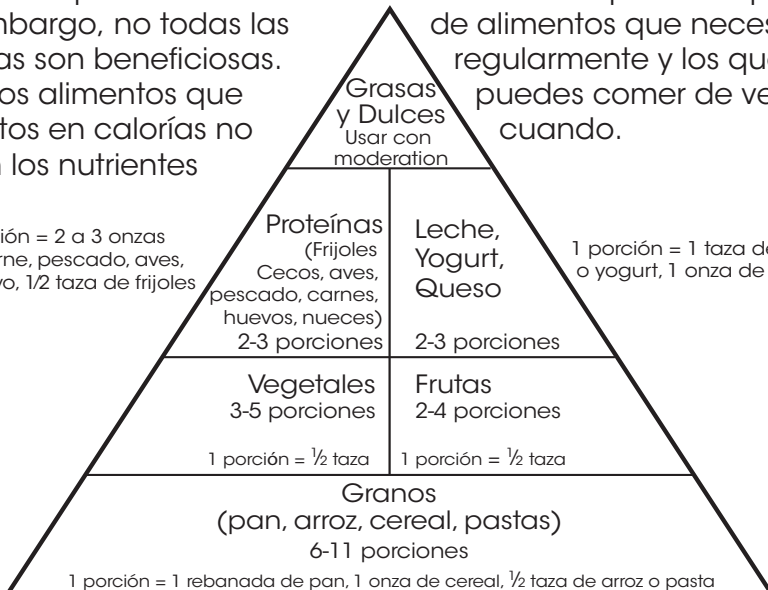 mbargo, no todas las
as son beneficiosas.
os alimentos que
tos en calorías no
n los nutrientes
de alimentos que neces
regularmente y los qu
puedes comer de ve
cuando.
Grasas
y Dulces
Usar con
moderation
ión = 2 a 3 onzas
rne, pescado, aves,
vo, 1/2 taza de frijoles
Proteínas
(Frijoles
Cecos, aves,
pescado, carnes,
huevos, nueces)
2-3 porciones
Leche,
Yogurt,
Queso
2-3 porciones
1 porción = 1 taza de
o yogurt, 1 onza de
Vegetales
3-5 porciones
1 porción = ½ taza
Frutas
2-4 porciones
1 porción = ½ taza
Granos
(pan, arroz, cereal, pastas)
6-11 porciones
1 porción = 1 rebanada de pan, 1 onza de cereal, ½ taza de arroz o pasta